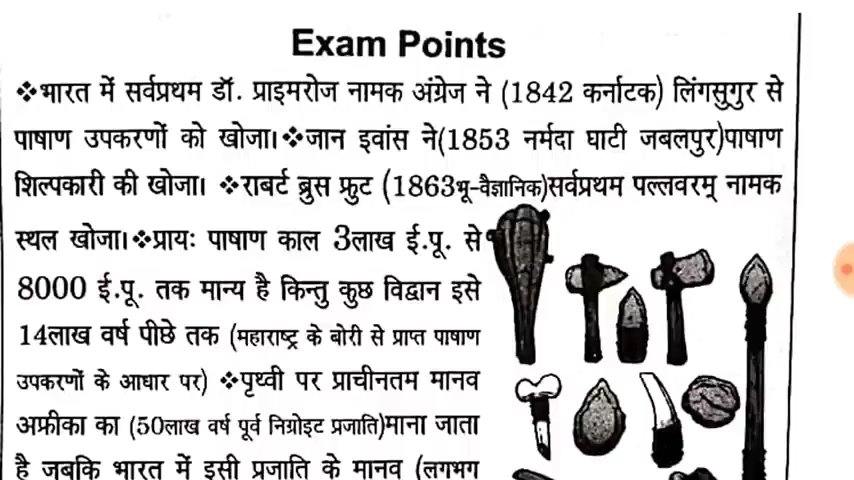 Exam Points
❖भारत में सर्वप्रथम डॉ. प्राइमरोज नामक अंग्रेज ने (1842 कर्नाटक) लिंगसुगुर से
पाषाण उपकरणों को खोजा।❖जान इवांस ने(1853 नर्मदा घाटी जबलपुर)पाषाण
शिल्पकारी की खोजा। ❖राबर्ट ब्रुस फ्रुट (1863भू-वैज्ञानिक)सर्वप्रथम पल्लवरम् नामक
स्थल खोजा।❖प्रायः पाषाण काल 3लाख ई.पू. से
8000 ई.पू. तक मान्य है किन्तु कुछ विद्वान इसे
14लाख वर्ष पीछे तक (महाराष्ट्र के बोरी से प्राप्त पाषाण
उपकरणों के आधार पर) ❖पृथ्वी पर प्राचीनतम मानव
अफ्रीका का (50लाख वर्ष पूर्व निग्रोइट प्रजाति)माना जाता
है जबकि भारत में इसी प्रजाति के मानव (लगभग